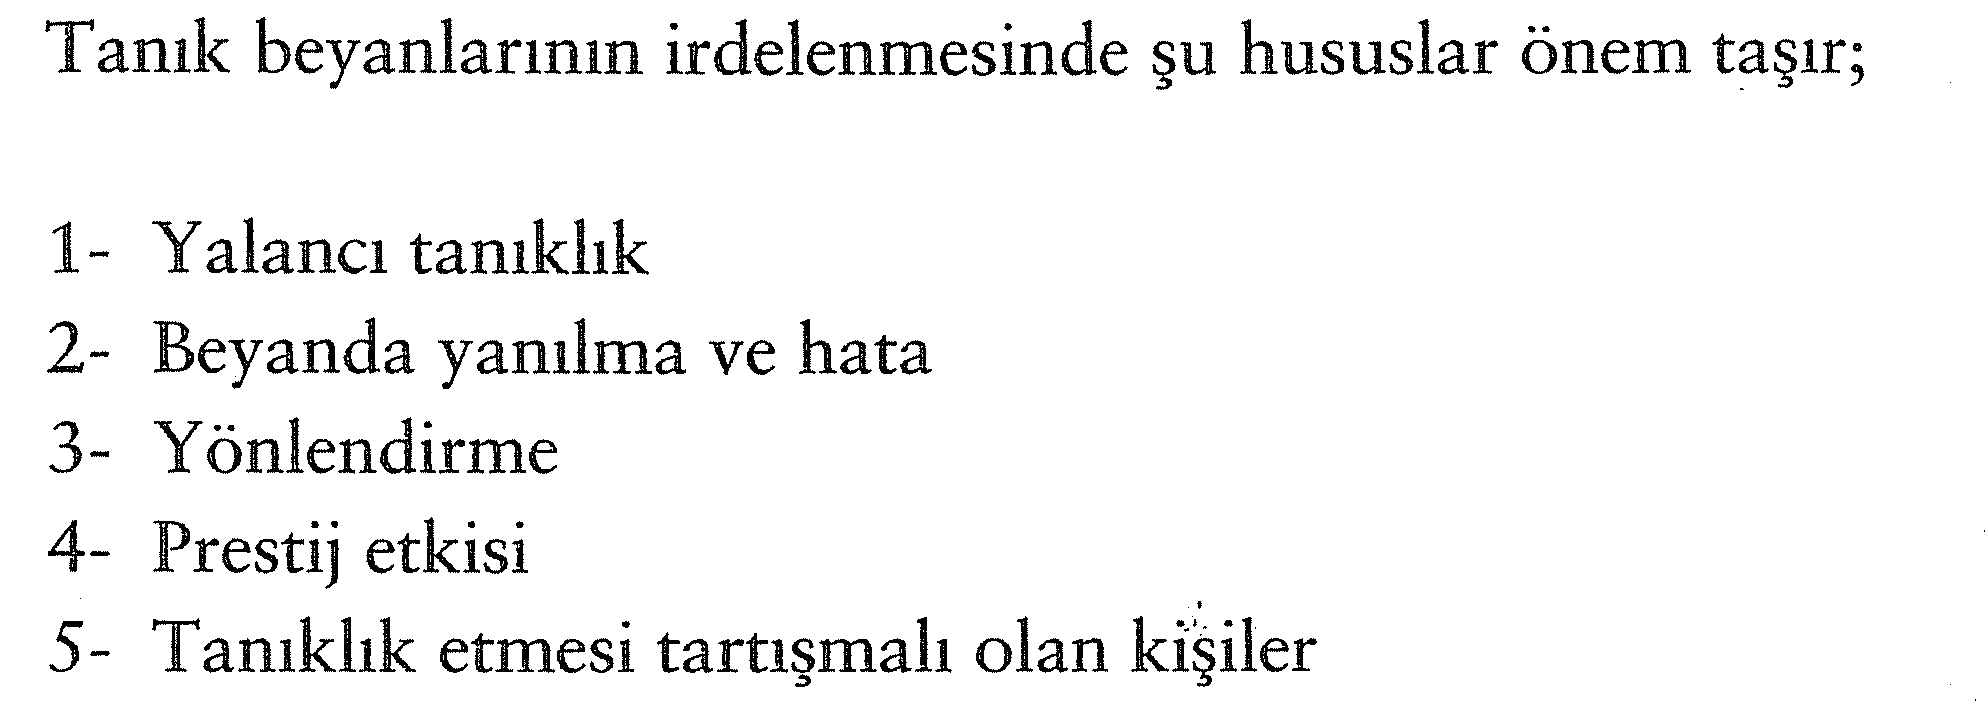 Tanık beyanlarının irdelenmesinde şu hususlar önem taşır;
1- Yalancı tanıklık
2- Beyanda yanılma ve hata
3- Yönlendirme
4- Prestij etkisi
5- Tanıklık etmesi tartışmalı olan kişiler